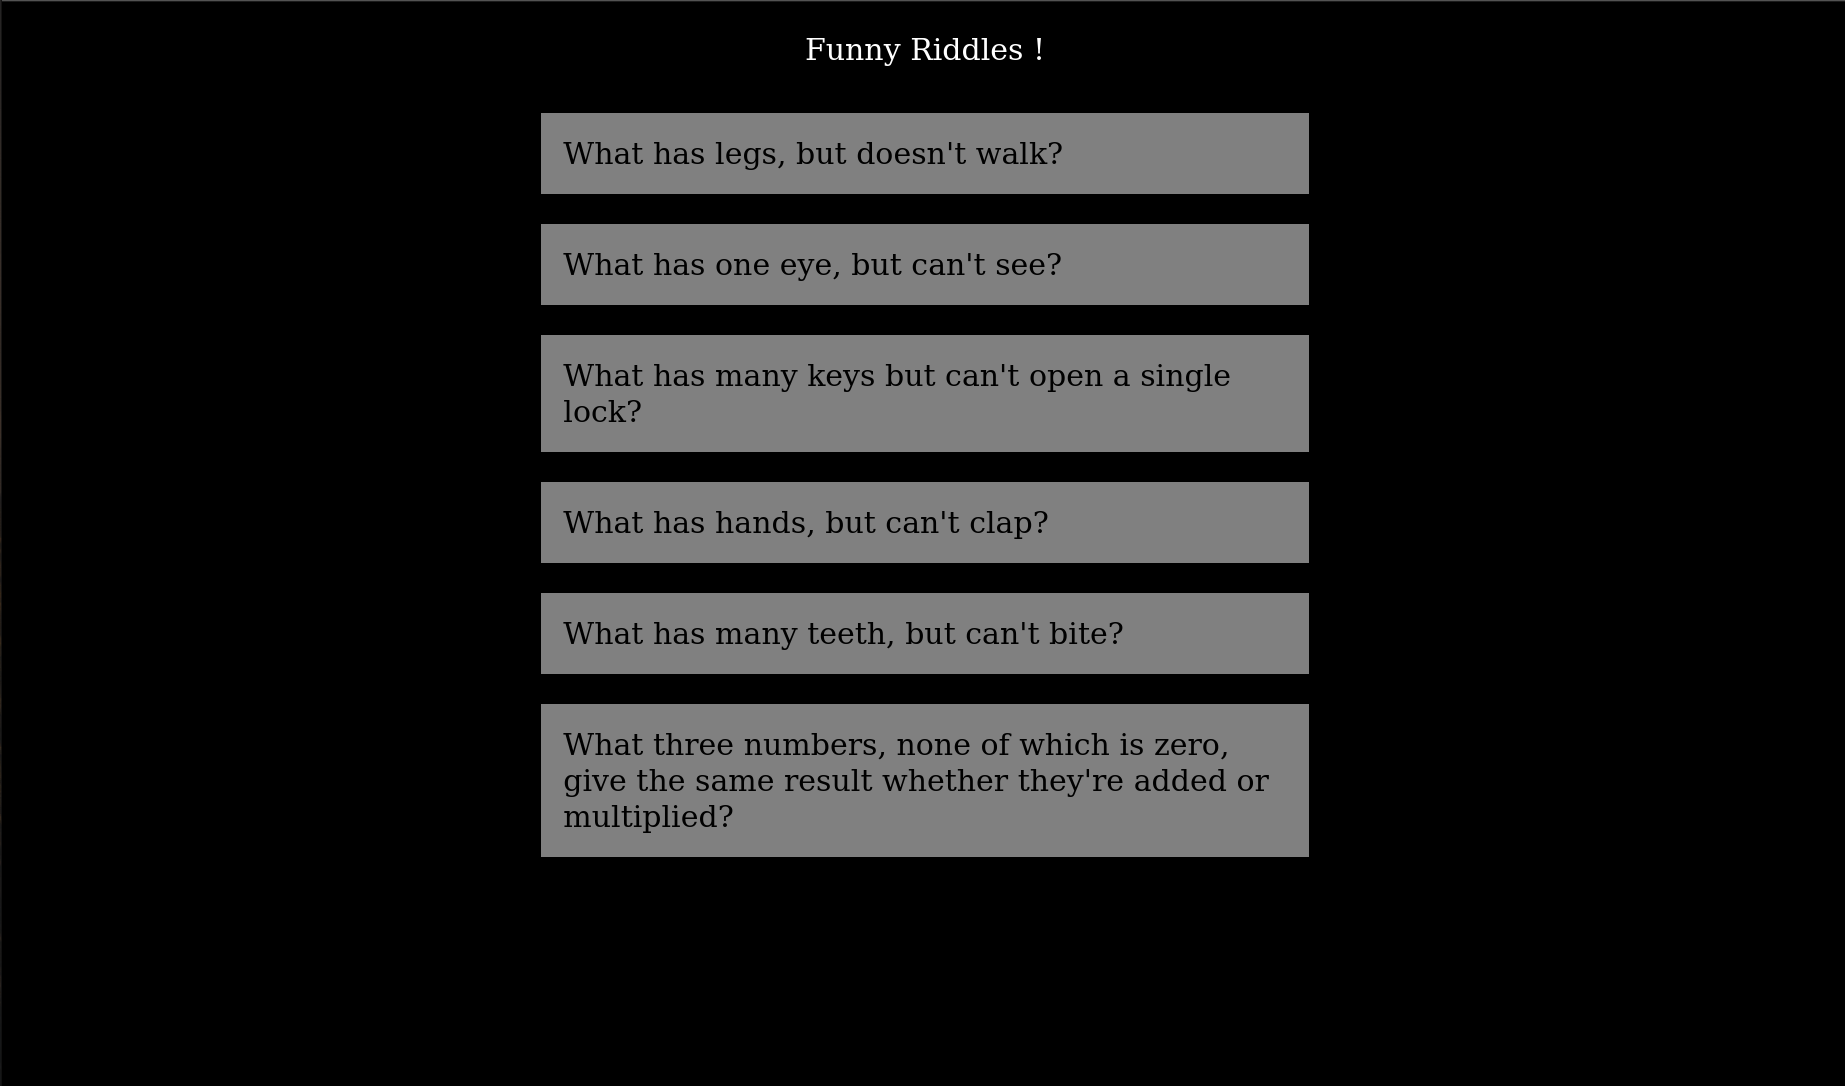 Funny Riddles !
What has legs, but doesn't walk?
What has one eye, but can't see?
What has many keys but can't open a single
lock?
What has hands, but can't clap?
What has many teeth, but can't bite?
What three numbers, none of which is zero,
give the same result whether they're added or
multiplied?